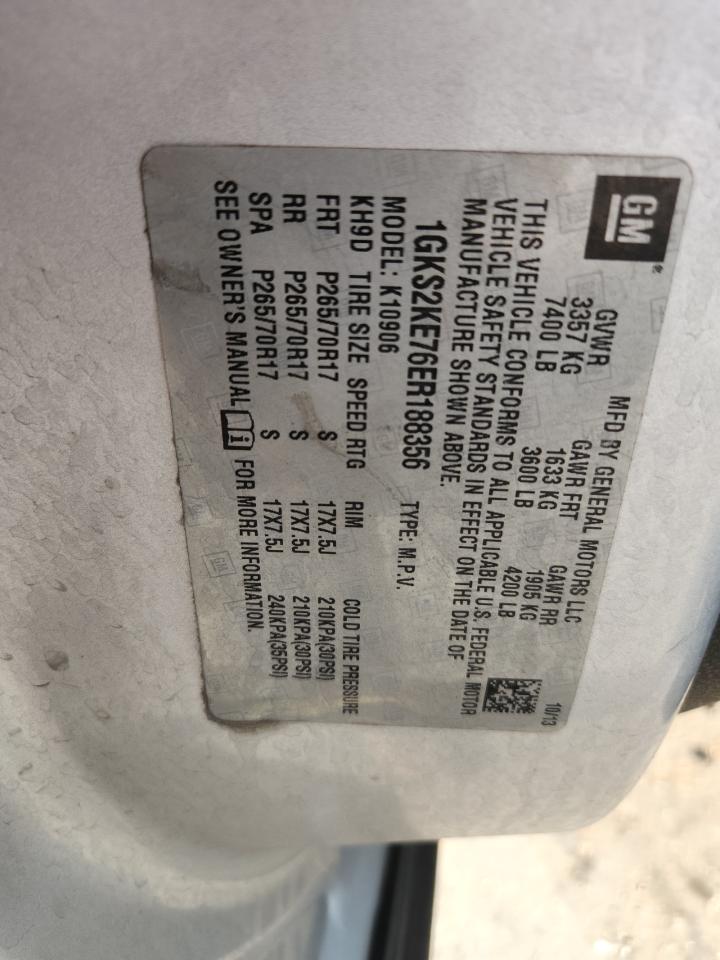 GM®
MFD BY GENERAL MOTORS LLC 10/13
GVWR GAWR FRT GAWR RR
3357 KG 1633 KG 1905 KG
7400 LB 3600 LB 4200 LB
THIS VEHICLE CONFORMS TO ALL APPLICABLE U.S. FEDERAL MOTOR
VEHICLE SAFETY STANDARDS IN EFFECT ON THE DATE OF
MANUFACTURE SHOWN ABOVE.
1GKS2KE76ER188356 TYPE: M.P.V.
MODEL: K10906
KH9D TIRE SIZE SPEED RTG RIM COLD TIRE PRESSURE
FRT P265/70R17 S 17X7.5J 210KPA(30PSI)
RR P265/70R17 S 17X7.5J 210KPA(30PSI)
SPA P265/70R17 S 17X7.5J 240KPA(35PSI)
SEE OWNER'S MANUAL FOR MORE INFORMATION.